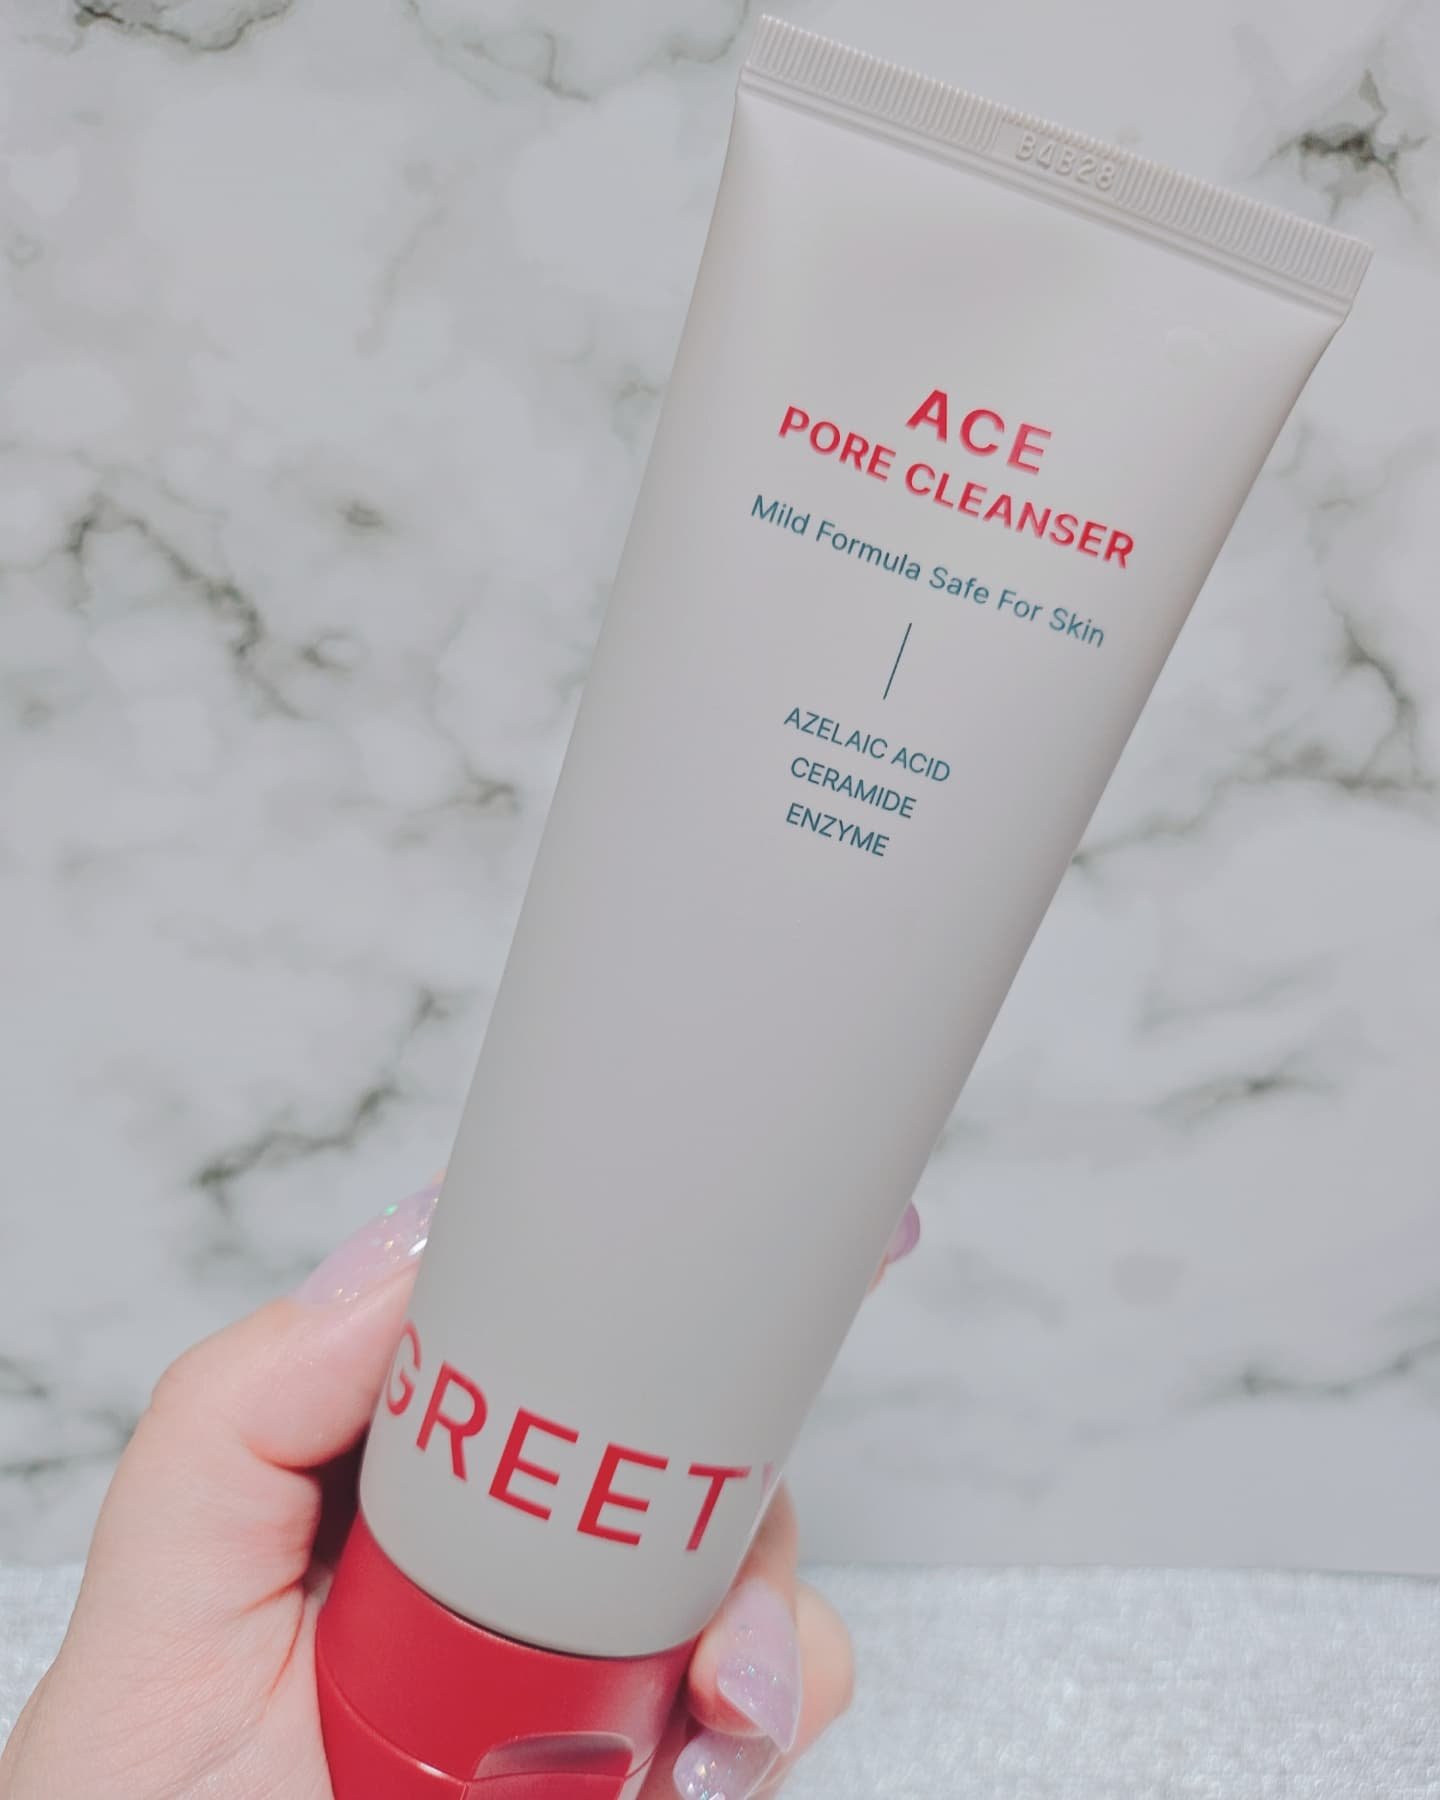 B4B28
ACE
PORE CLEANSER
Mild Formula Safe For Skin
AZELAIC ACID
CERAMIDE
ENZYME
GREET